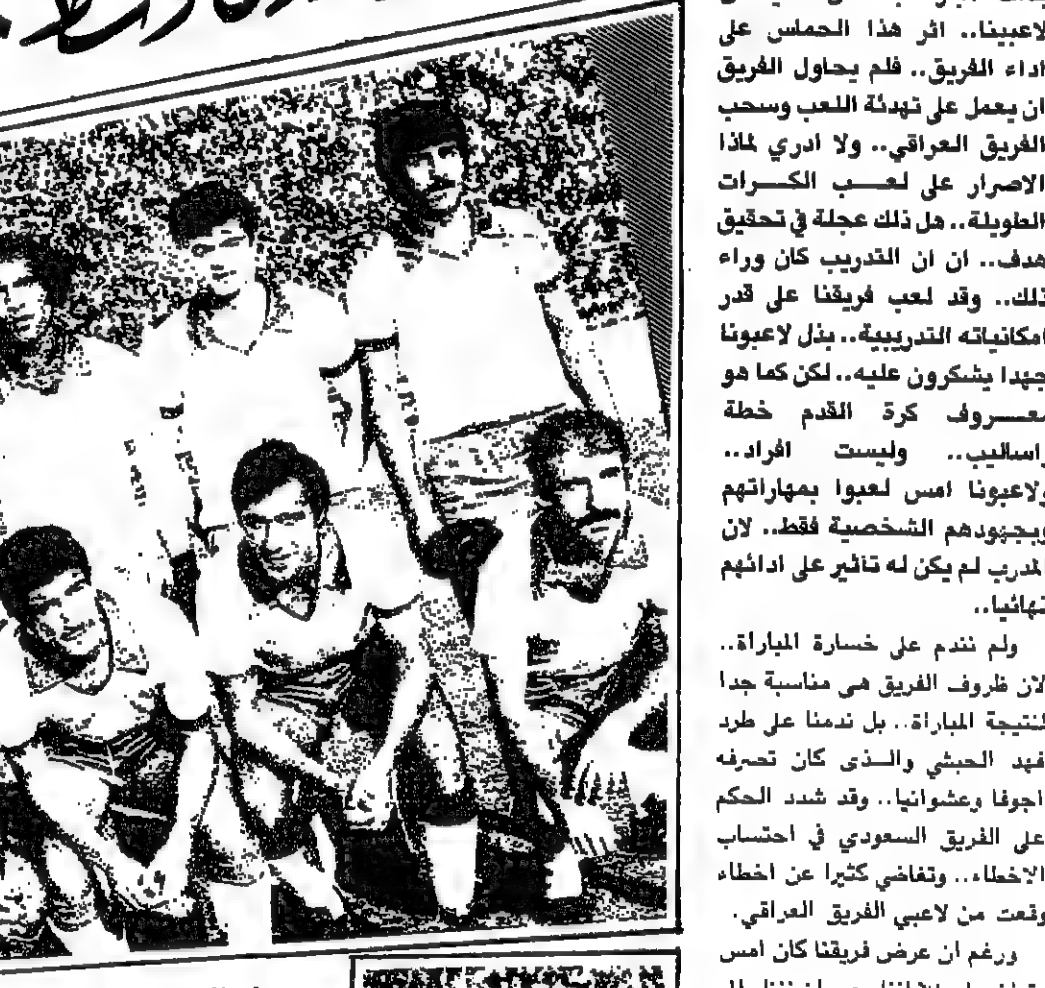 لاعبينا.. اثر هذا الحماس على
اداء الفريق.. فلم يحاول الفريق
ان يعمل على تهدئة اللعب وسحب
الفريق العراقي.. ولا ادري لماذا
الاصرار على لعب الكرات
الطويلة.. هل ذلك عجلة في تحقيق
هدف.. ان ان التدريب كان وراء
ذلك.. وقد لعب فريقنا على قدر
امكانياته التدريبية.. بذل لاعبونا
جهدا يشكرون عليه.. لكن كما هو
معروف كرة القدم خطة
واساليب.. وليست افراد..
ولاعبونا امس لعبوا بمهاراتهم
وبجهودهم الشخصية فقط.. لان
المدرب لم يكن له تاثير على ادائهم
نهائيا..
ولم نندم على خسارة المباراة..
لان ظروف الفريق هى مناسبة جدا
لنتيجة المباراة.. بل ندمنا على طرد
فهد الحبشي والذى كان تصرفه
اجوفا وعشوائيا.. وقد شدد الحكم
على الفريق السعودي في احتساب
الاخطاء.. وتغاضي كثيرا عن اخطاء
وقعت من لاعبي الفريق العراقي.
ورغم ان عرض فريقنا كان امس